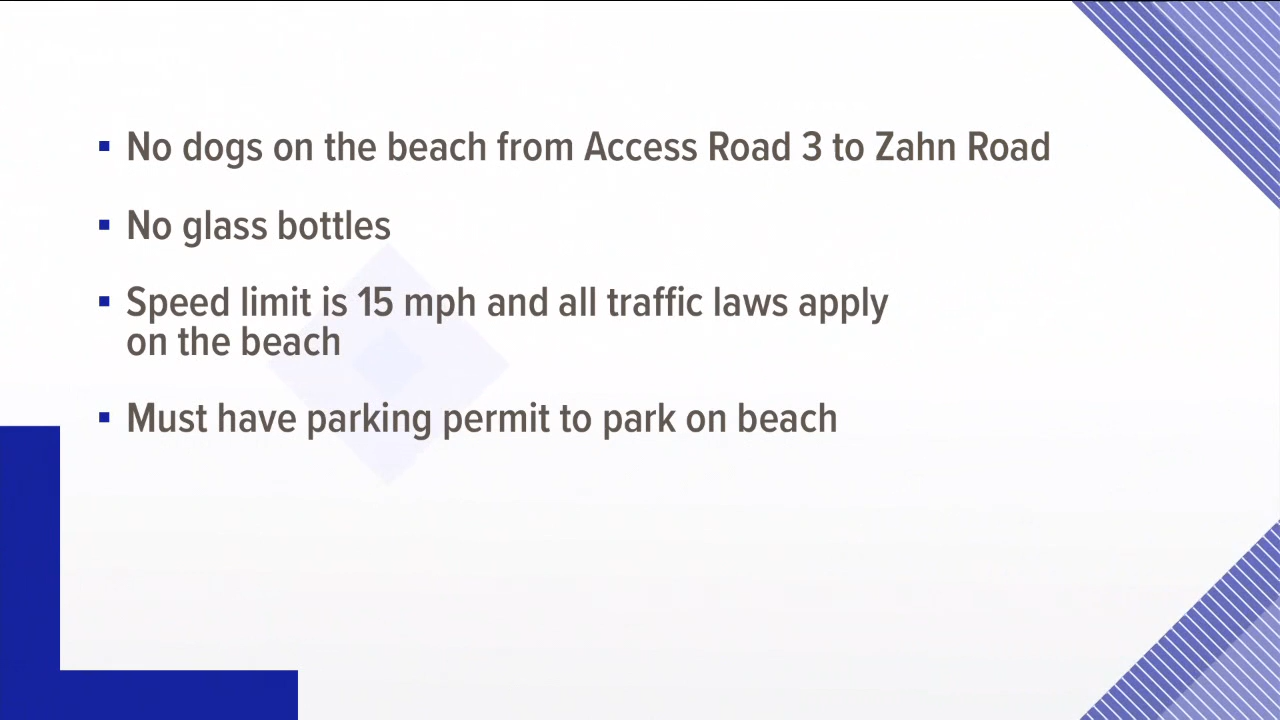 ▪ No dogs on the beach from Access Road 3 to Zahn Road
▪ No glass bottles
▪ Speed limit is 15 mph and all traffic laws apply
on the beach
▪ Must have parking permit to park on beach